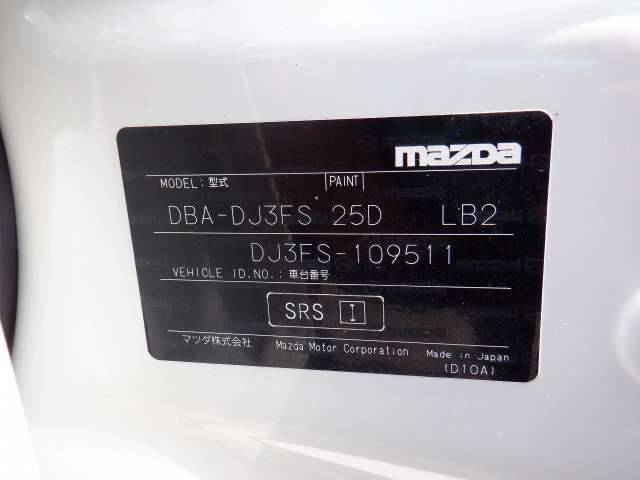 mazda
MODEL: 型式 PAINT
DBA-DJ3FS 25D LB2
DJ3FS-109511
VEHICLE ID.NO.: 車台番号
SRS I
マツダ株式会社 Mazda Motor Corporation Made in Japan
(D10A)